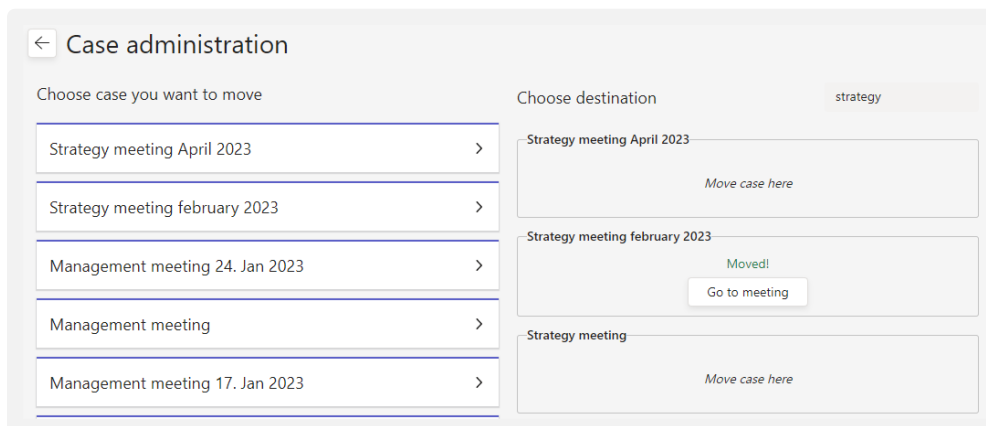 Case administration
Choose case you want to move
Strategy meeting April 2023
Strategy meeting february 2023
Management meeting 24. Jan 2023
Management meeting
Management meeting 17. Jan 2023
Choose destination
strategy
Strategy meeting April 2023
Move case here
Strategy meeting february 2023
Moved!
Go to meeting
Strategy meeting
Move case here